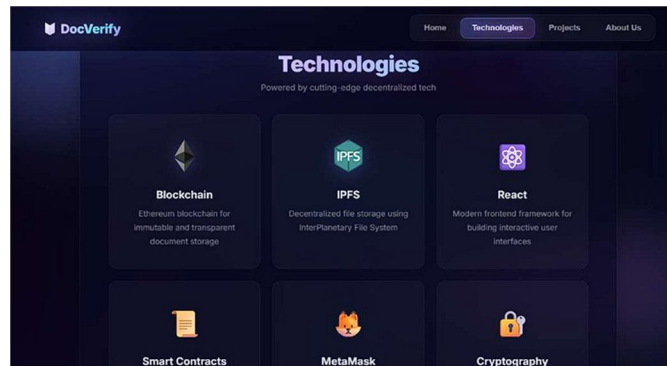 DocVerify
Home Technologies Projects About Us
Technologies
Powered by cutting-edge decentralized tech
IPFS
Blockchain
Ethereum blockchain for
immutable and transparent
document storage
IPFS
Decentralized file storage using
InterPlanetary File System
React
Modern frontend framework for
building interactive user
interfaces
Smart Contracts
MetaMask
Cryptography